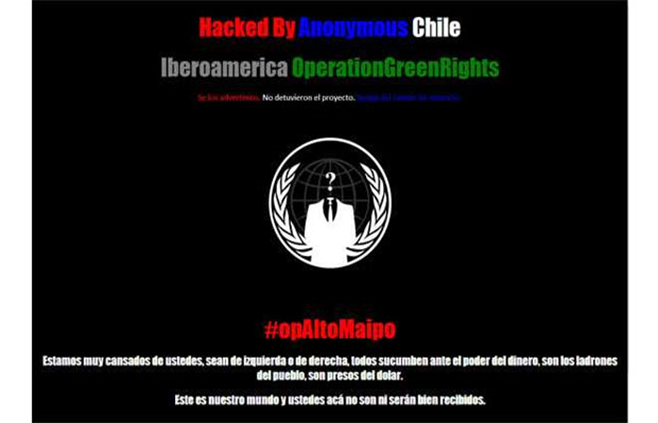 Hacked By Anonymous Chile
Iberoamerica OperationGreenRights
Se los advertimos. No detuvieron el proyecto.
?
#opAltoMaipo
Estamos muy cansados de ustedes, sean de izquierda o de derecha, todos sucumben ante el poder del dinero, son los ladrones
del pueblo, son presos del dolar.
Este es nuestro mundo y ustedes acá no son ni serán bien recibidos.